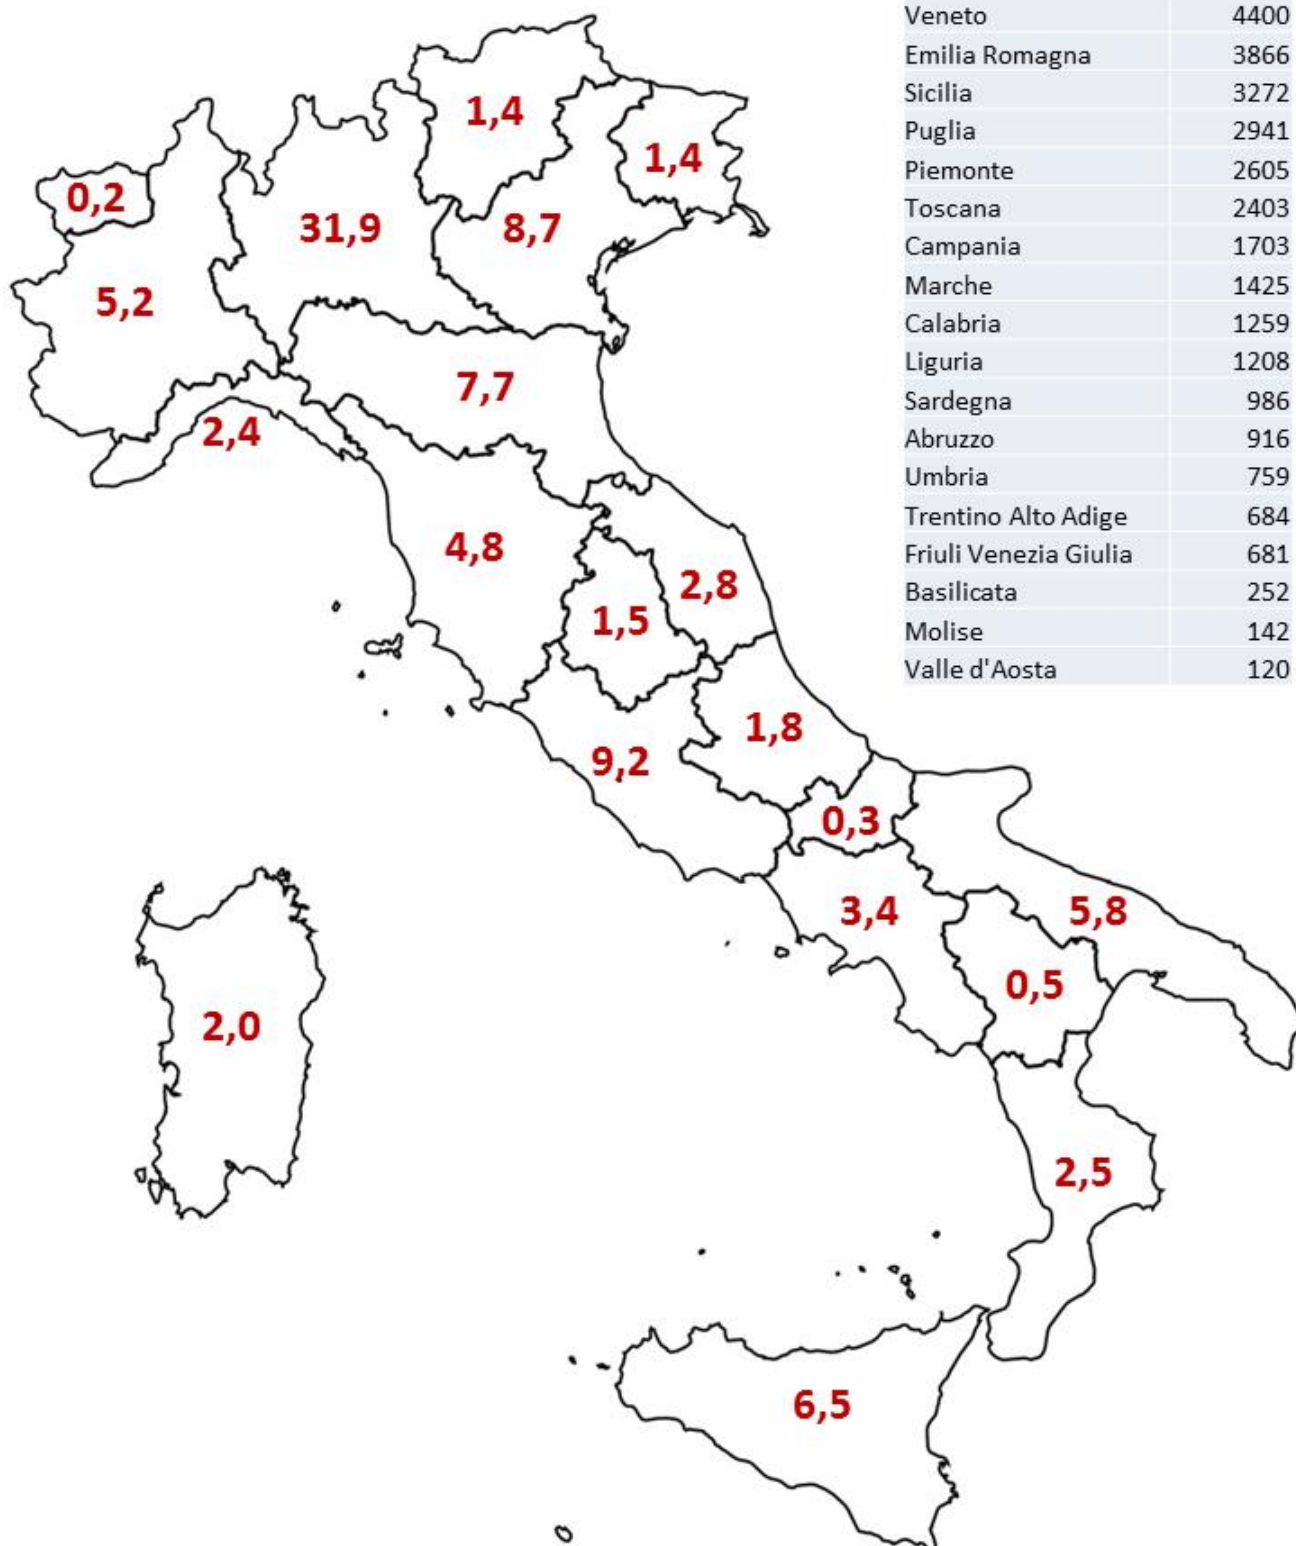 Veneto 4400
Emilia Romagna 3866
Sicilia 3272
Puglia 2941
Piemonte 2605
Toscana 2403
Campania 1703
Marche 1425
Calabria 1259
Liguria 1208
Sardegna 986
Abruzzo 916
Umbria 759
Trentino Alto Adige 684
Friuli Venezia Giulia 681
Basilicata 252
Molise 142
Valle d'Aosta 120
1,4
1,4
0,2
31,9
8,7
5,2
7,7
2,4
4,8
2,8
1,5
1,8
9,2
0,3
3,4
5,8
0,5
2,0
2,5
6,5